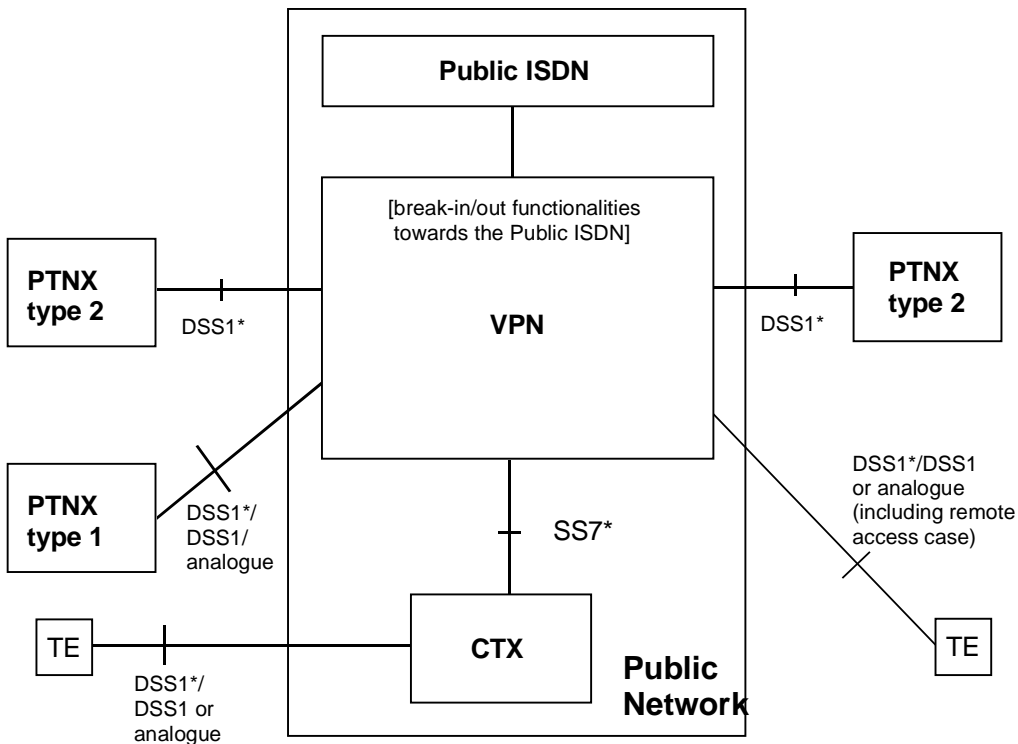 Public ISDN
[break-in/out functionalities
towards the Public ISDN]
VPN
PTNX
type 2
DSS1*
PTNX
type 2
DSS1*
PTNX
type 1
DSS1*/
DSS1/
analogue
DSS1*/DSS1
or analogue
(including remote
access case)
SS7*
CTX
TE
DSS1*/
DSS1 or
analogue
TE
Public
Network